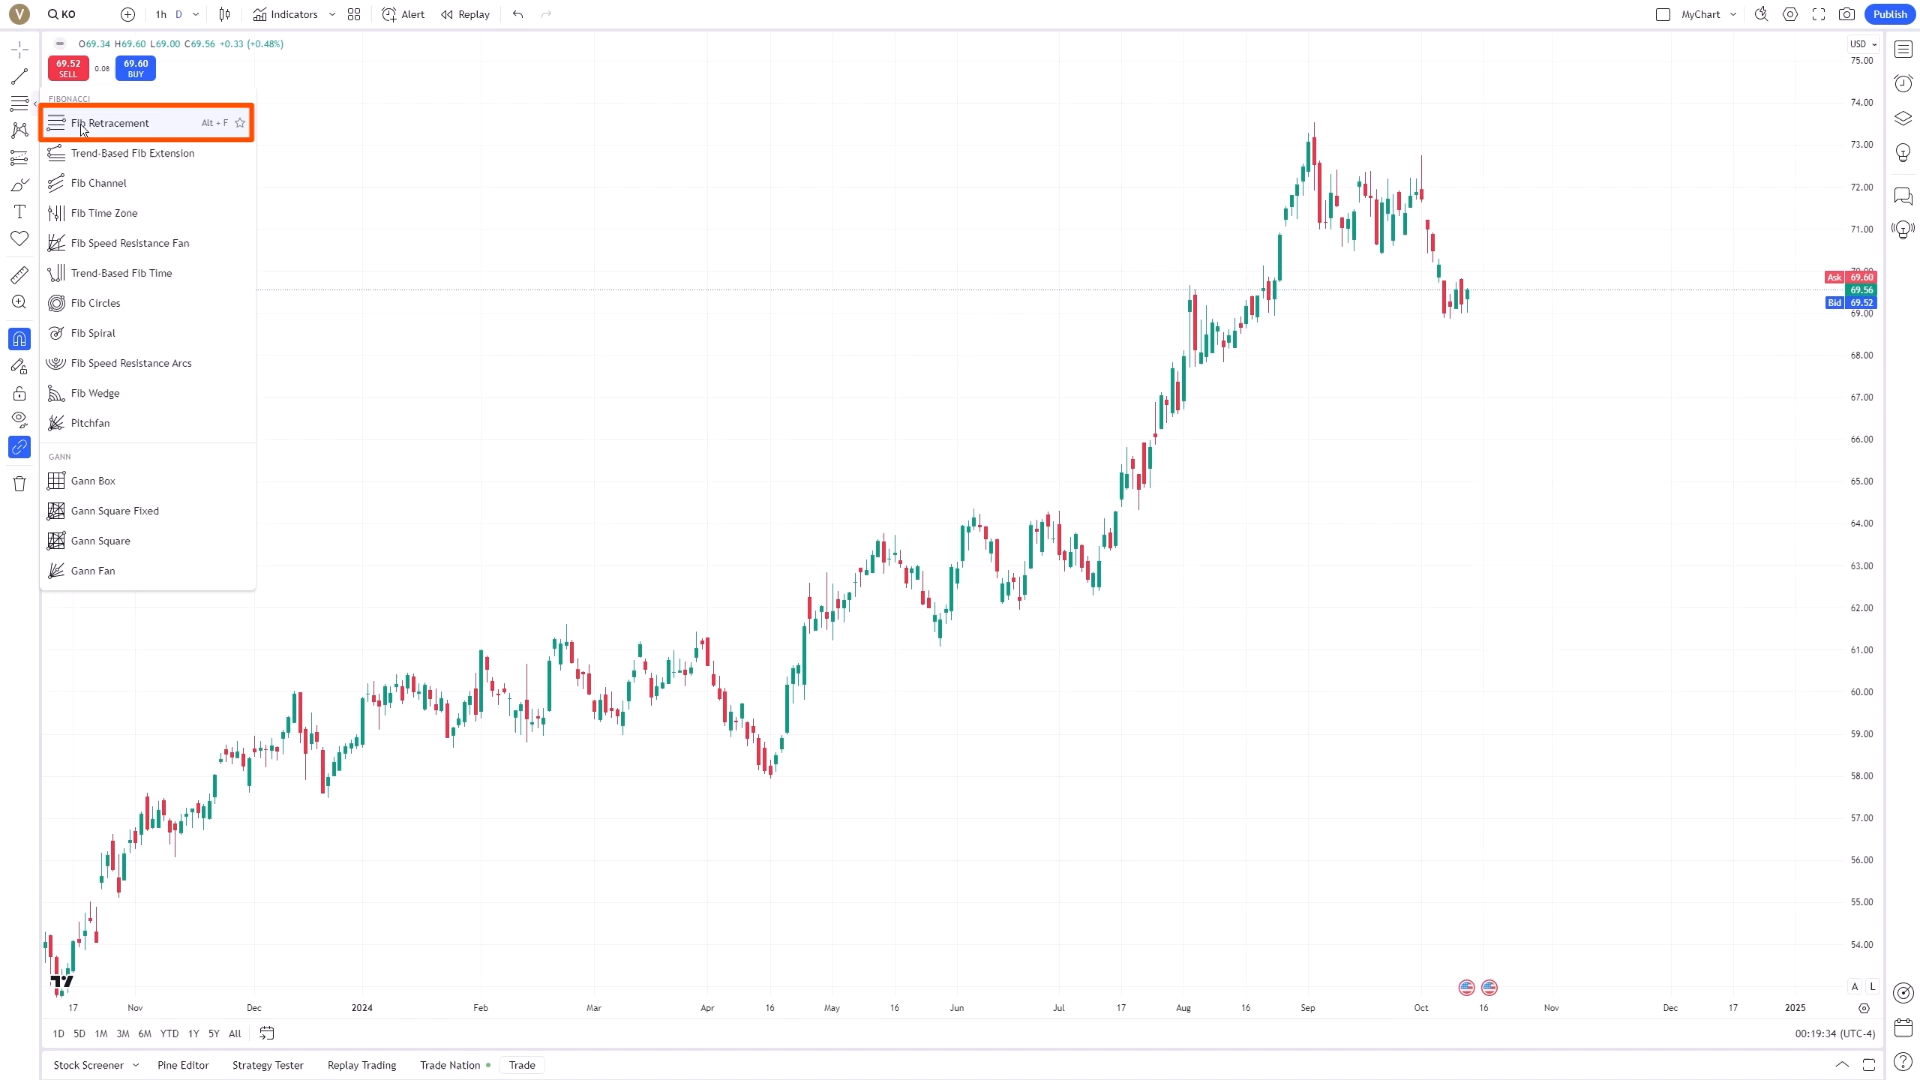 V KO 1h D Indicators Alert Replay MyChart Publish
O69.34 H69.60 L69.00 C69.56 +0.33 (+0.48%) USD
69.52 SELL 0.08 69.60 BUY
FIBONACCI
Fib Retracement Alt + F
Trend-Based Fib Extension
Fib Channel
Fib Time Zone
Fib Speed Resistance Fan
Trend-Based Fib Time
Fib Circles
Fib Spiral
Fib Speed Resistance Arcs
Fib Wedge
Pitchfan
GANN
Gann Box
Gann Square Fixed
Gann Square
Gann Fan
75.00
74.00
73.00
72.00
71.00
70.00
Ask 69.60
69.56
Bid 69.52
69.00
68.00
67.00
66.00
65.00
64.00
63.00
62.00
61.00
60.00
59.00
58.00
57.00
56.00
55.00
54.00
A L
17 Nov Dec 2024 Feb Mar Apr 16 May 16 Jun Jul 17 Aug 16 Sep Oct 16 Nov Dec 17 2025
1D 5D 1M 3M 6M YTD 1Y 5Y All 00:19:34 (UTC-4)
Stock Screener Pine Editor Strategy Tester Replay Trading Trade Nation Trade